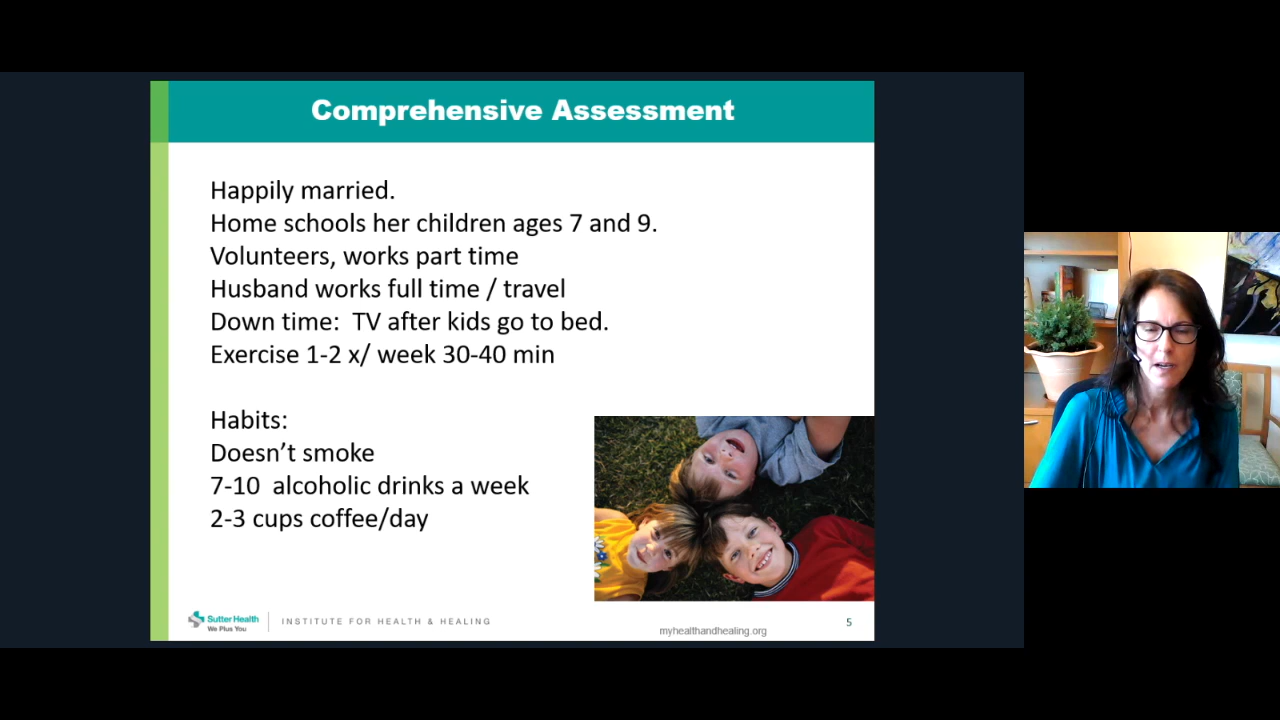 Comprehensive Assessment
Happily married.
Home schools her children ages 7 and 9.
Volunteers, works part time
Husband works full time / travel
Down time:  TV after kids go to bed.
Exercise 1-2 x/ week 30-40 min
Habits:
Doesn’t smoke
7-10  alcoholic drinks a week
2-3 cups coffee/day
Sutter Health
We Plus You
INSTITUTE FOR HEALTH & HEALING
myhealthandhealing.org
5